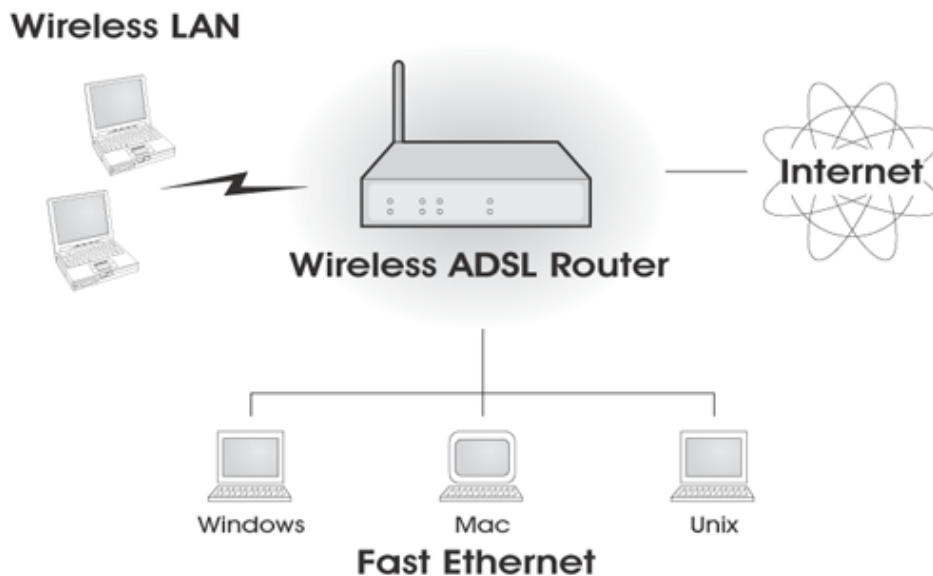 Wireless LAN
Internet
Wireless ADSL Router
Windows
Mac
Unix
Fast Ethernet